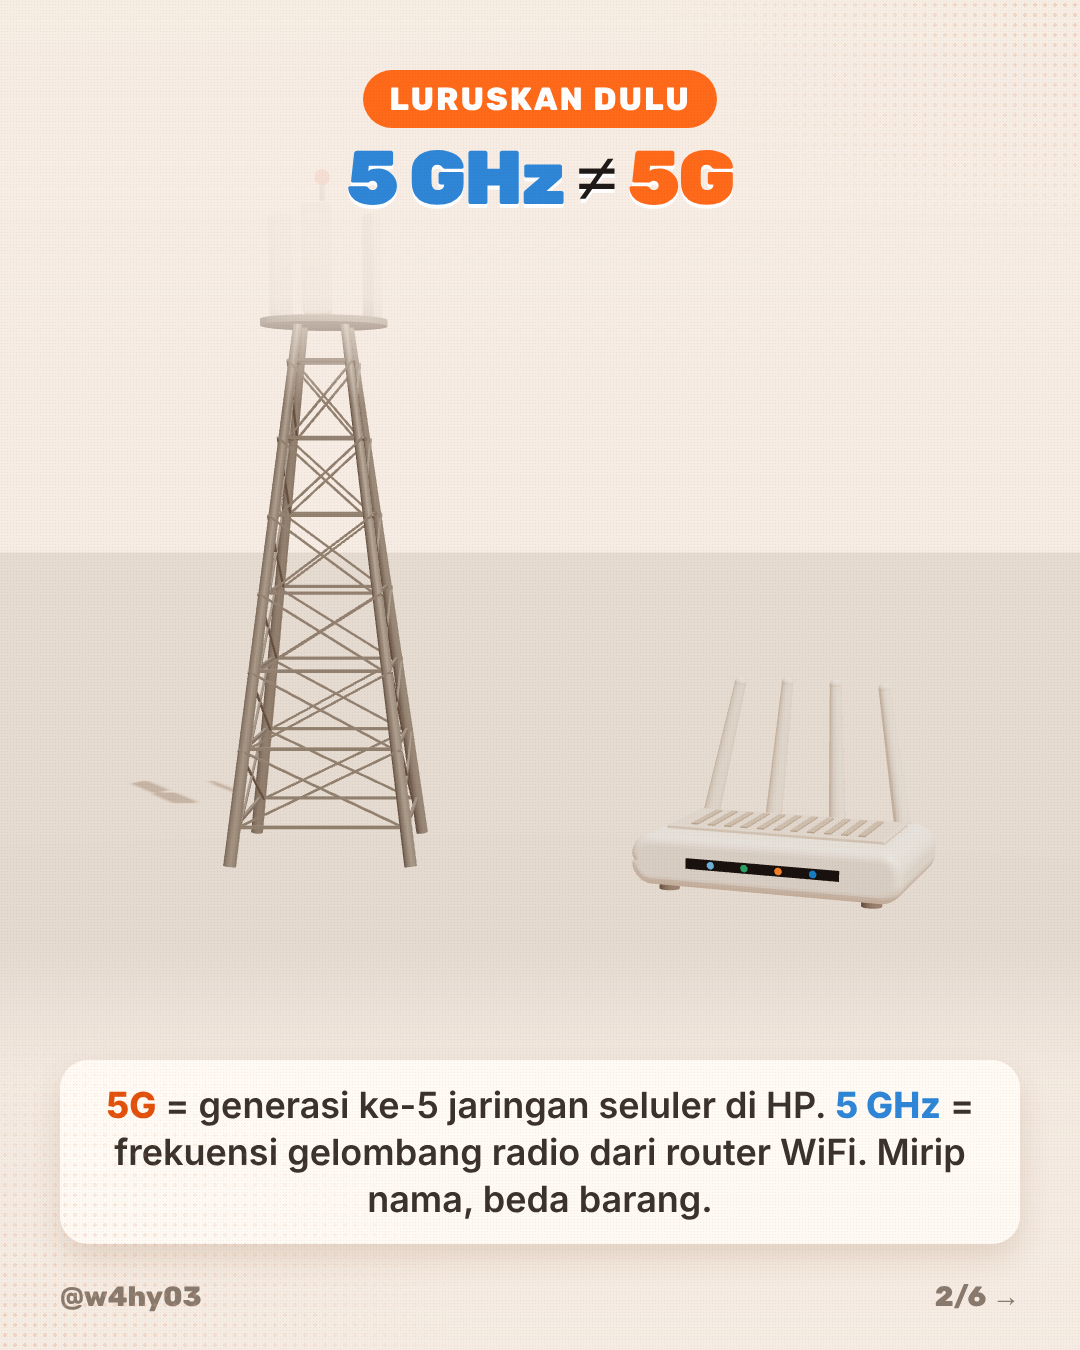 LURUSKAN DULU
5 GHz ≠ 5G
5G = generasi ke-5 jaringan seluler di HP. 5 GHz =
frekuensi gelombang radio dari router WiFi. Mirip
nama, beda barang.
@w4hy03
2/6 →